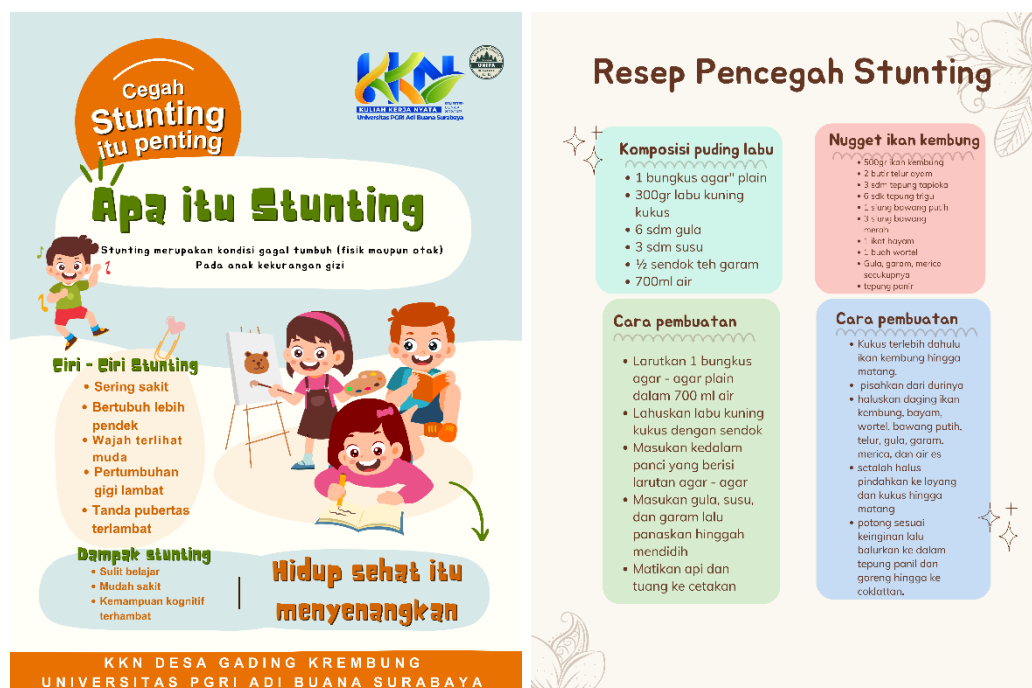 Cegah
Stunting
itu penting
KKN
KULIAH KERJA NYATA
Universitas PGRI Adi Buana Surabaya
UNIPA
Apa itu Stunting
Stunting merupakan kondisi gagal tumbuh (fisik maupun otak)
Pada anak kekurangan gizi
Ciri - Ciri Stunting
• Sering sakit
• Bertubuh lebih
pendek
• Wajah terlihat
muda
• Pertumbuhan
gigi lambat
• Tanda pubertas
terlambat
Dampak stunting
• Sulit belajar
• Mudah sakit
• Kemampuan kognitif
terhambat
Hidup sehat itu
menyenangkan
KKN DESA GADING KREMBUNG
UNIVERSITAS PGRI ADI BUANA SURABAYA
Resep Pencegah Stunting
Komposisi puding labu
• 1 bungkus agar" plain
• 300gr labu kuning
kukus
• 6 sdm gula
• 3 sdm susu
• ½ sendok teh garam
• 700ml air
Nugget ikan kembung
• 500gr ikan kembung
• 2 butir telur ayam
• 3 sdm tepung tapioka
• 6 sdk tepung trigu
• 1 siung bawang putih
• 3 siung bawang
merah
• 1 ikat bayam
• 1 buah wortel
• Gula, garam, merica
secukupnya
• tepung panir
Cara pembuatan
• Larutkan 1 bungkus
agar - agar plain
dalam 700 ml air
• Lahuskan labu kuning
kukus dengan sendok
• Masukan kedalam
panci yang berisi
larutan agar - agar
• Masukan gula, susu,
dan garam lalu
panaskan hinggah
mendidih
• Matikan api dan
tuang ke cetakan
Cara pembuatan
• Kukus terlebih dahulu
ikan kembung hingga
matang.
• pisahkan dari durinya
• haluskan daging ikan
kembung, bayam,
wortel, bawang putih,
telur, gula, garam,
merica, dan air es
• setalah halus
pindahkan ke loyang
dan kukus hingga
matang
• potong sesuai
keinginan lalu
balurkan ke dalam
tepung panil dan
goreng hingga ke
coklattan.